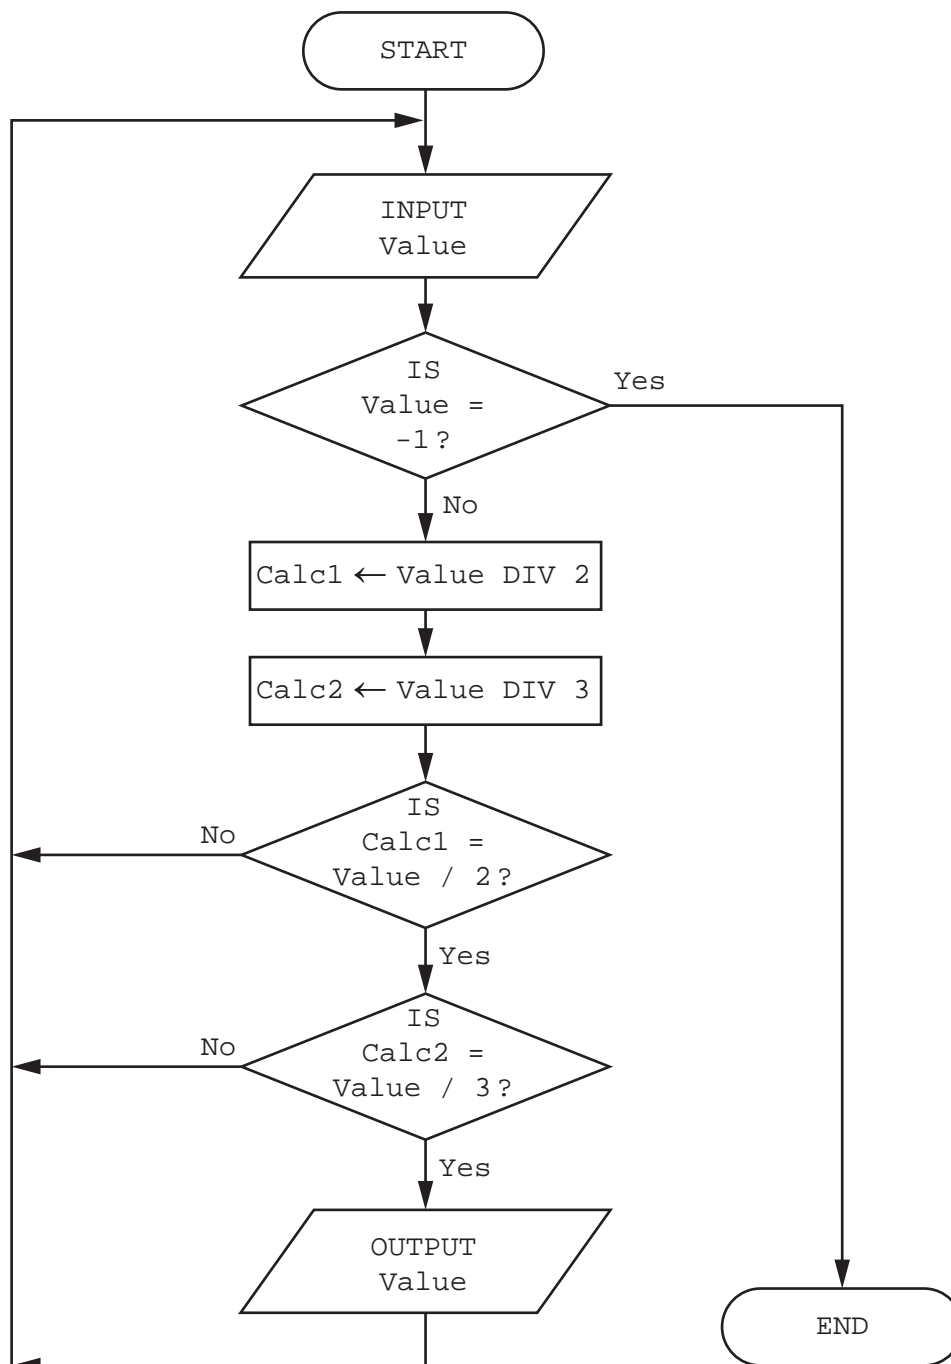 START
INPUT
Value
IS
Value =
-1?
Yes
No
Calc1 ← Value DIV 2
Calc2 ← Value DIV 3
IS
Calc1 =
Value / 2?
No
Yes
IS
Calc2 =
Value / 3?
No
Yes
OUTPUT
Value
END